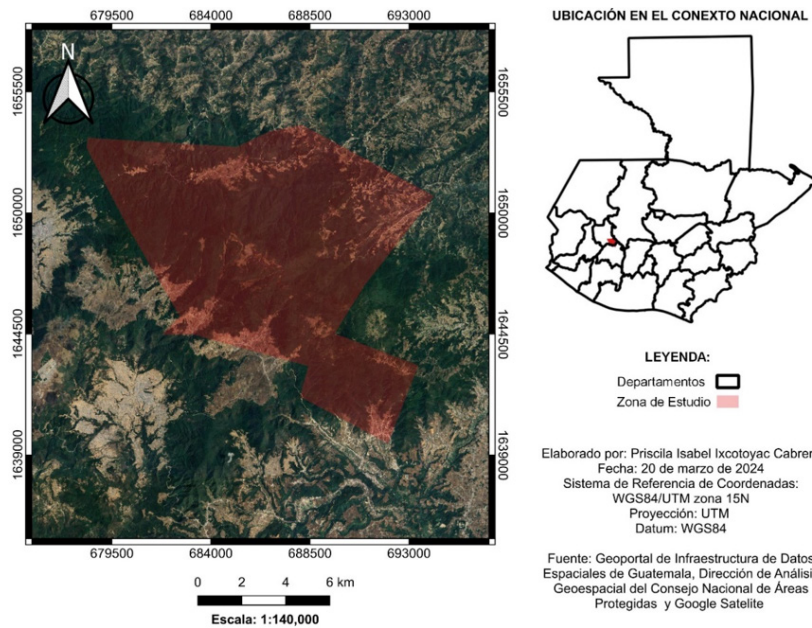 679500 684000 688500 693000
N
1655500
1650000
1644500
1639000
1655500
1650000
1644500
1639000
679500 684000 688500 693000
0 2 4 6 km
Escala: 1:140,000
UBICACIÓN EN EL CONEXTO NACIONAL
LEYENDA:
Departamentos
Zona de Estudio
Elaborado por: Priscila Isabel Ixcotoyac Cabrer
Fecha: 20 de marzo de 2024
Sistema de Referencia de Coordenadas:
WGS84/UTM zona 15N
Proyección: UTM
Datum: WGS84
Fuente: Geoportal de Infraestructura de Datos
Espaciales de Guatemala, Dirección de Análisi
Geoespacial del Consejo Nacional de Áreas
Protegidas y Google Satelite